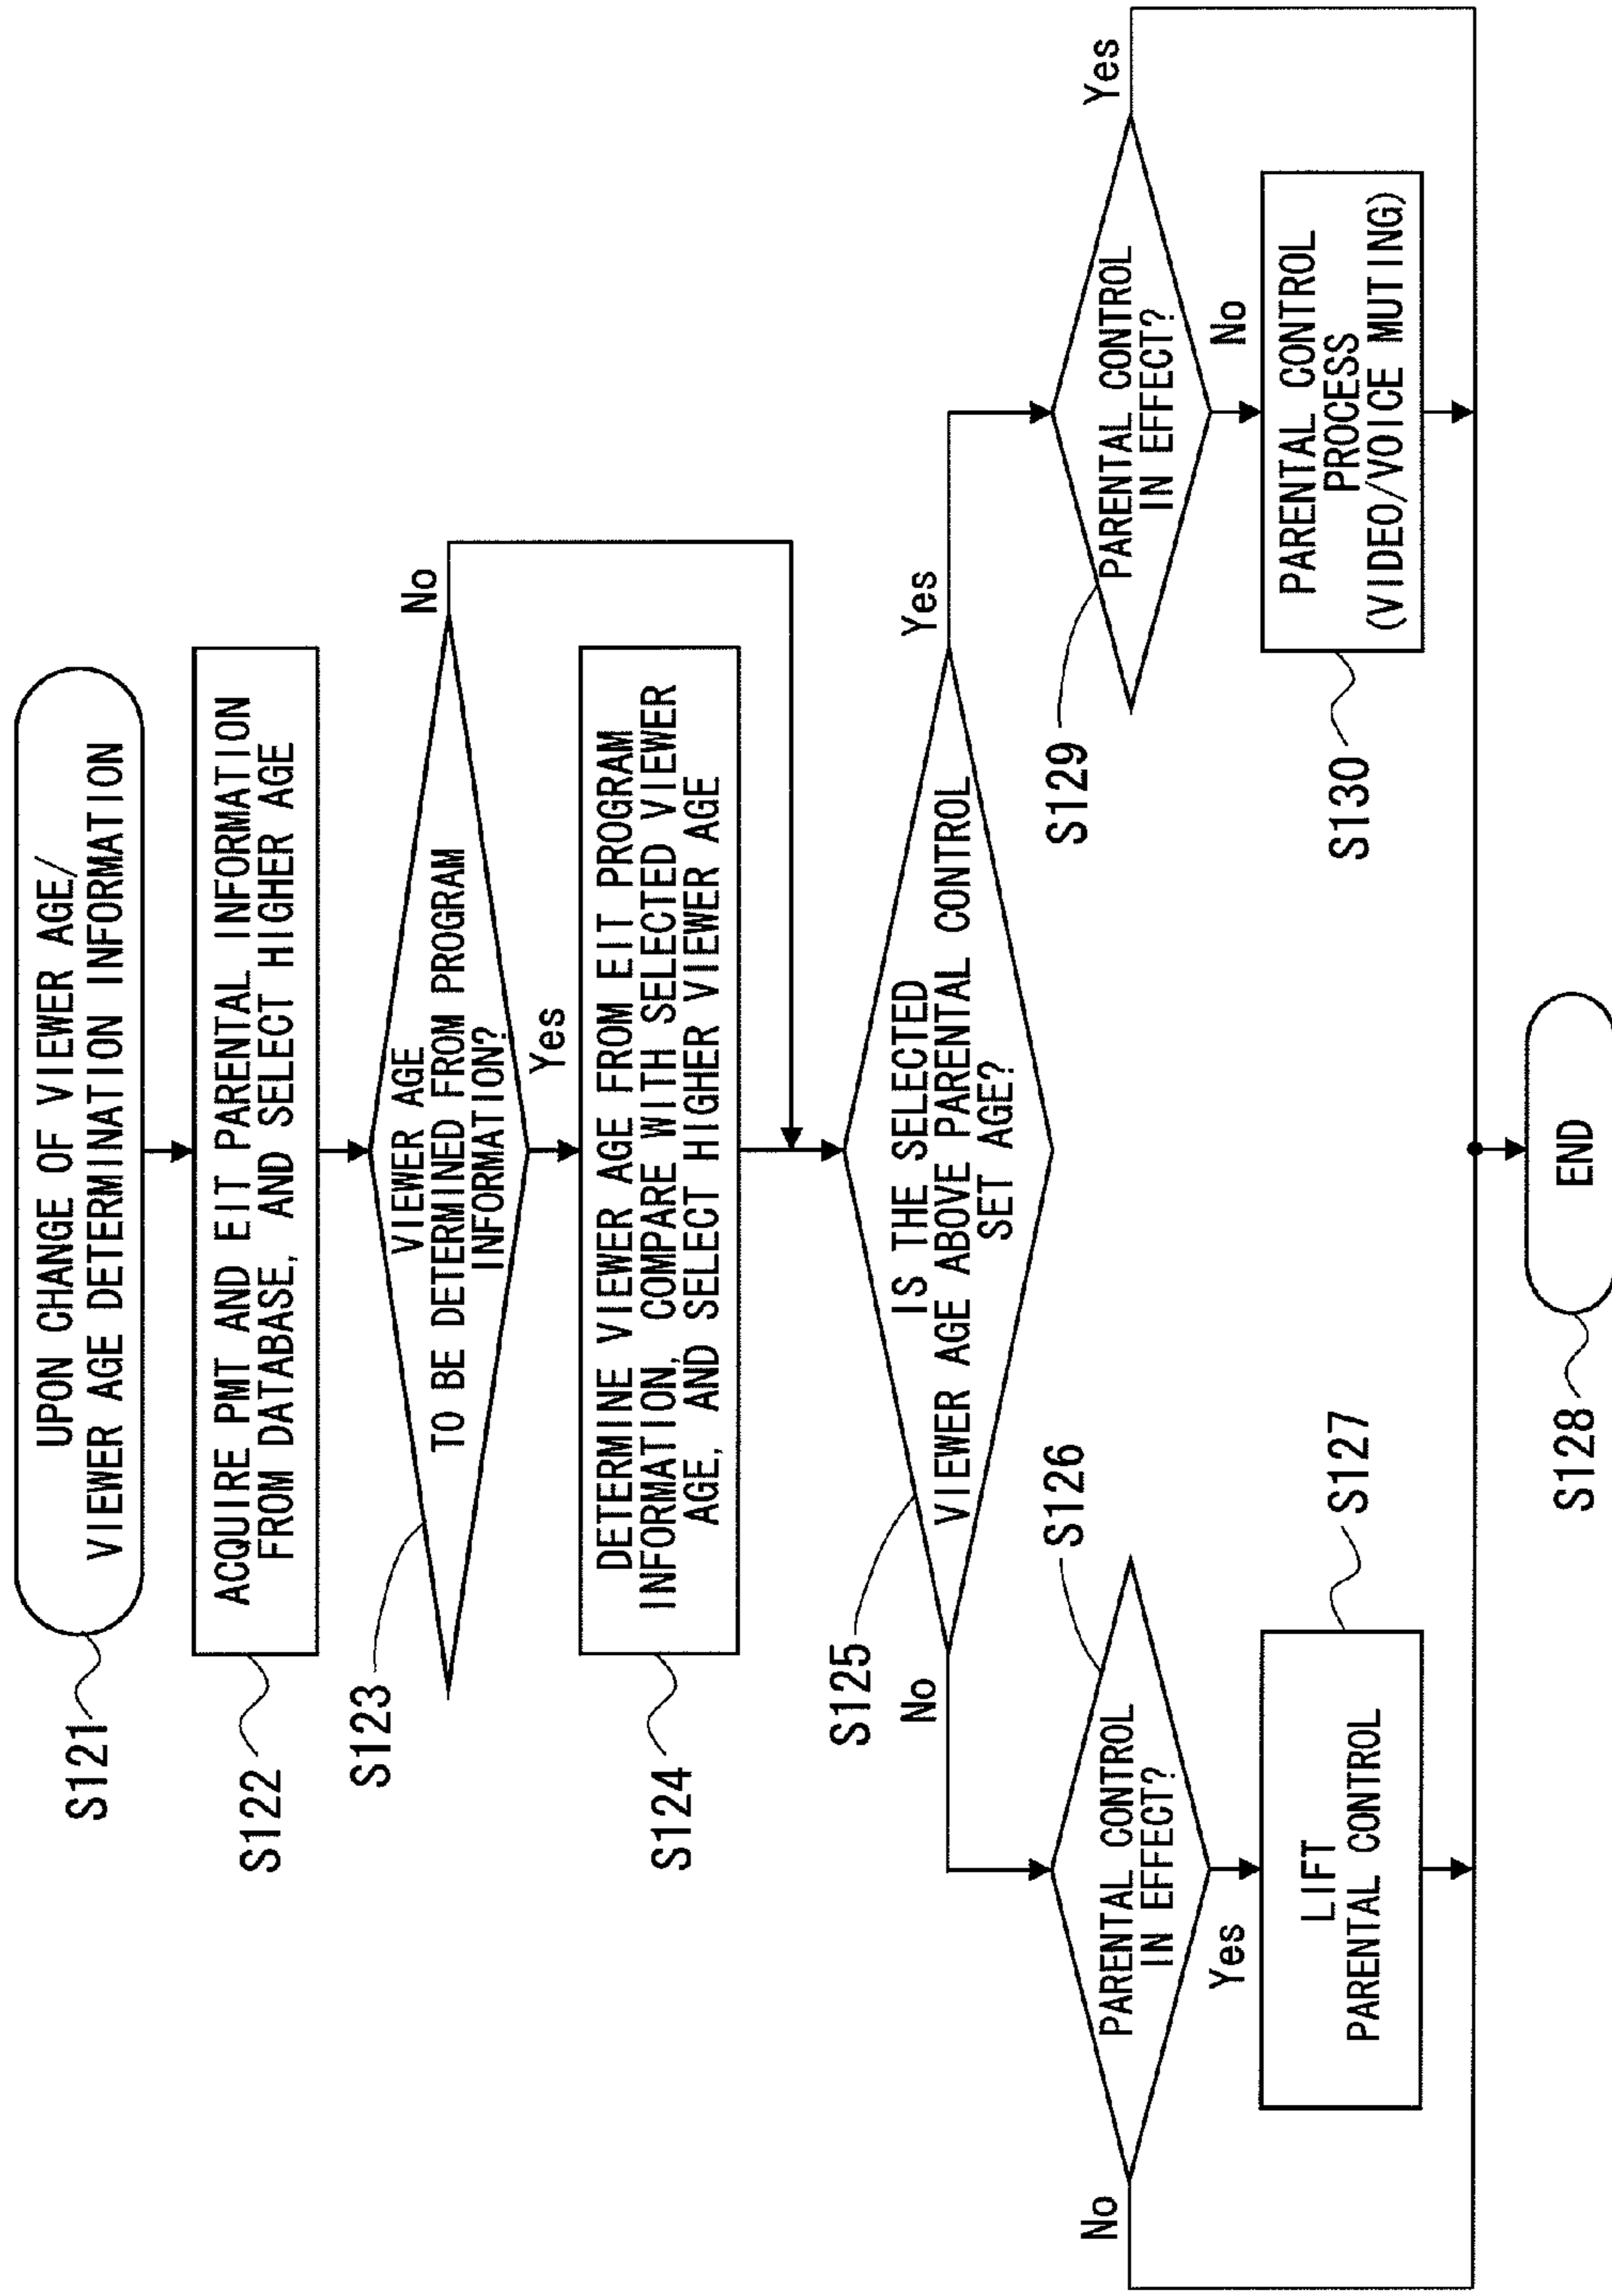 UPON CHANGE OF VIEWER AGE/
VIEWER AGE DETERMINATION INFORMATION
S121
ACQUIRE PMT AND EIT PARENTAL INFORMATION
FROM DATABASE, AND SELECT HIGHER AGE
S122
VIEWER AGE
TO BE DETERMINED FROM PROGRAM
INFORMATION?
S123
No
Yes
DETERMINE VIEWER AGE FROM EIT PROGRAM
INFORMATION, COMPARE WITH SELECTED VIEWER
AGE, AND SELECT HIGHER VIEWER AGE
S124
IS THE SELECTED
VIEWER AGE ABOVE PARENTAL CONTROL
SET AGE?
S125
No
Yes
PARENTAL CONTROL
IN EFFECT?
S126
No
Yes
LIFT
PARENTAL CONTROL
S127
PARENTAL CONTROL
IN EFFECT?
S129
Yes
No
PARENTAL CONTROL
PROCESS
(VIDEO/VOICE MUTING)
S130
END
S128